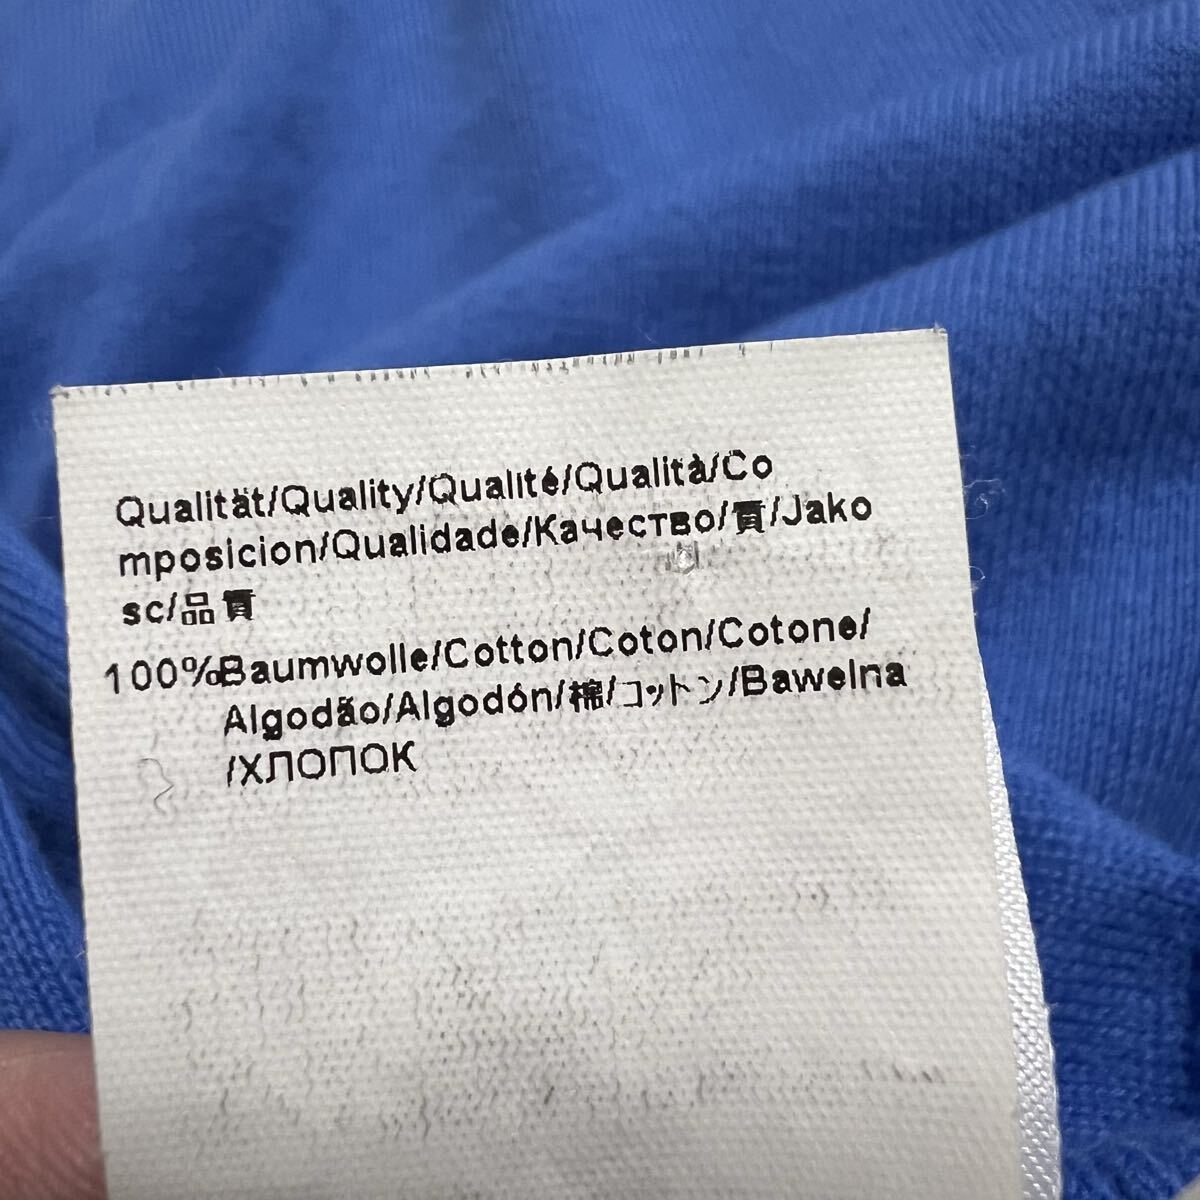 Qualität/Quality/Qualité/Qualità/Co
mposicion/Qualidade/Качество/質/Jako
sc/品質
100%Baumwolle/Cotton/Coton/Cotone/
Algodão/Algodón/棉/コットン/Bawelna
/ХЛОПОК